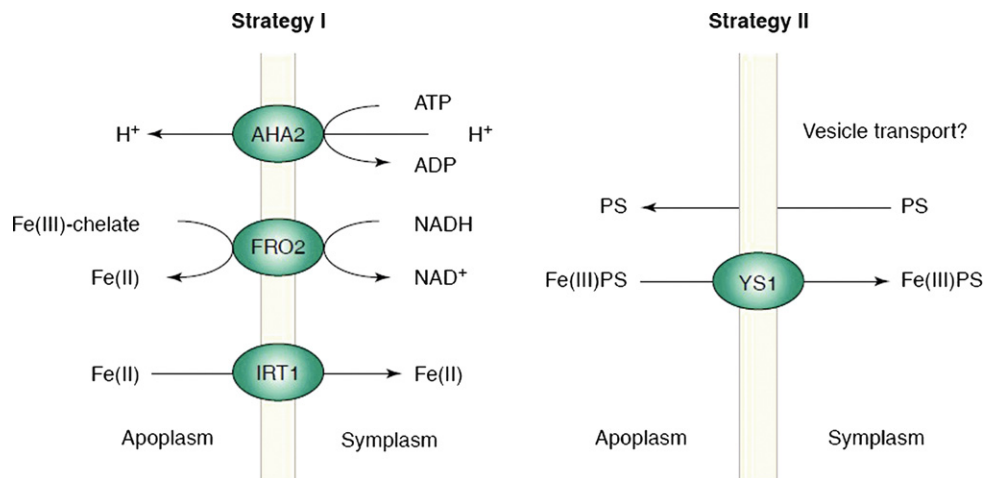 Strategy I
ATP
H⁺ AHA2 H⁺
ADP
Fe(III)-chelate NADH
FRO2
Fe(II) NAD⁺
Fe(II) IRT1 Fe(II)
Apoplasm Symplasm
Strategy II
Vesicle transport?
PS PS
Fe(III)PS YS1 Fe(III)PS
Apoplasm Symplasm